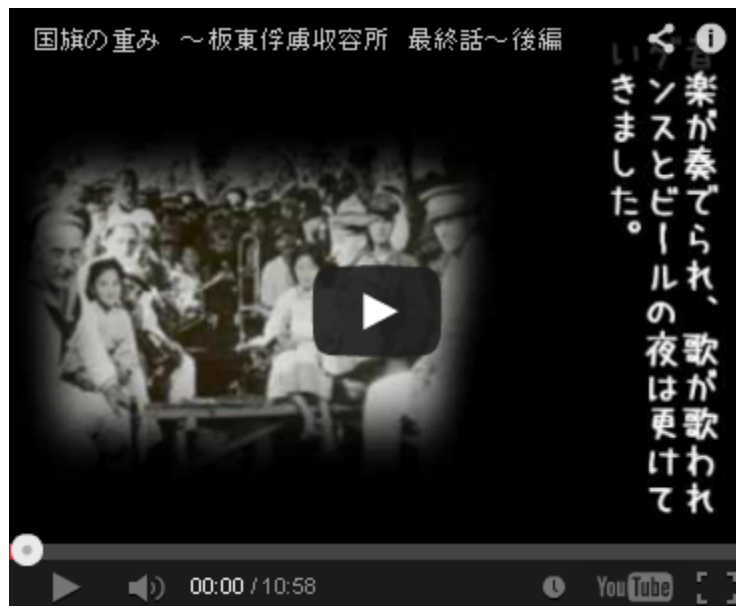 国旗の重み ～板東俘虜収容所 最終話～後編
音楽が奏でられ、歌が歌われ
ダンスとビールの夜は更けて
いきました。
00:00 / 10:58
YouTube